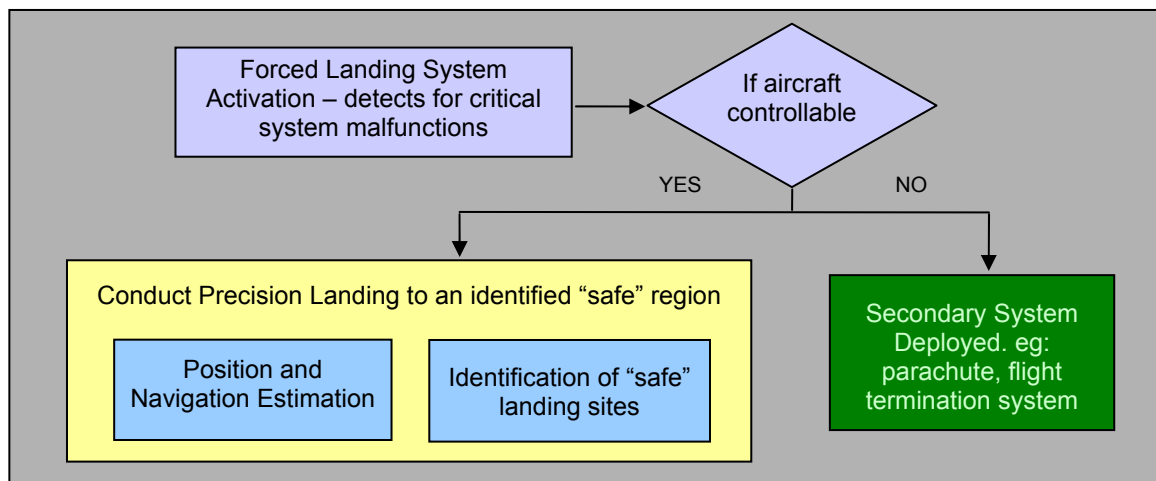 Forced Landing System
Activation – detects for critical
system malfunctions
If aircraft
controllable
YES
NO
Conduct Precision Landing to an identified “safe” region
Position and
Navigation Estimation
Identification of “safe”
landing sites
Secondary System
Deployed. eg:
parachute, flight
termination system